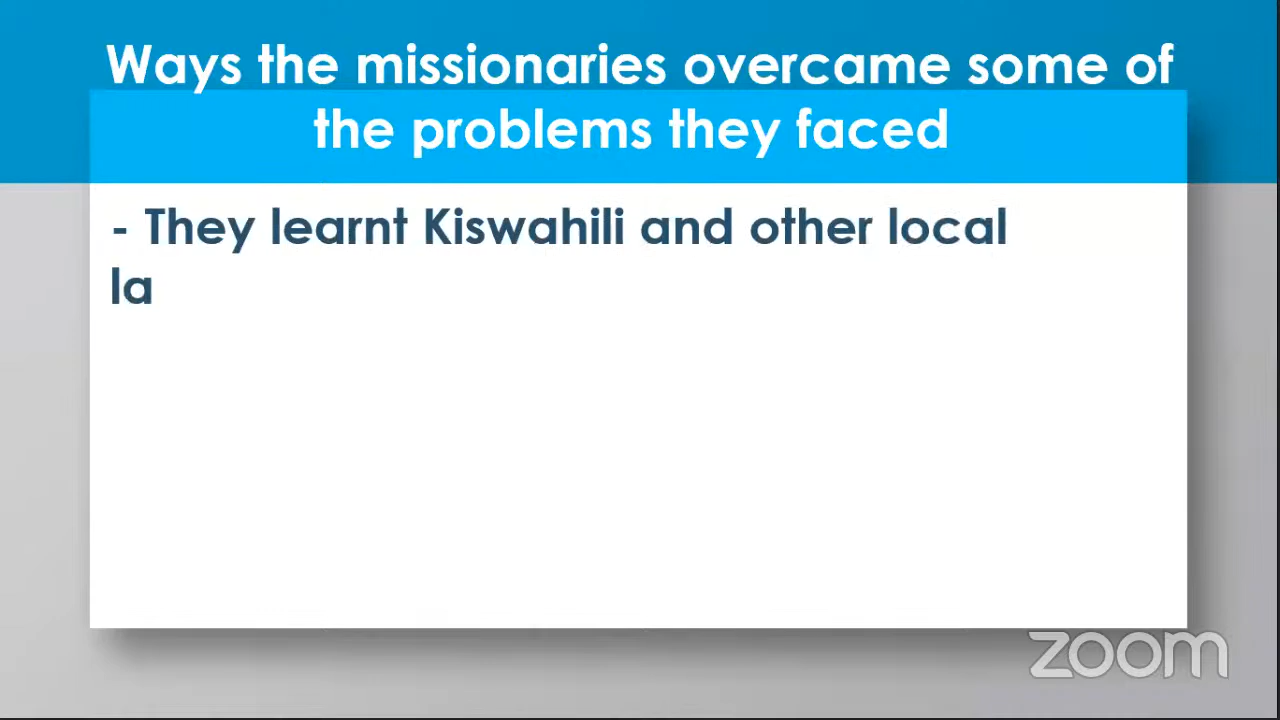 Ways the missionaries overcame some of
the problems they faced
- They learnt Kiswahili and other local
la
zoom